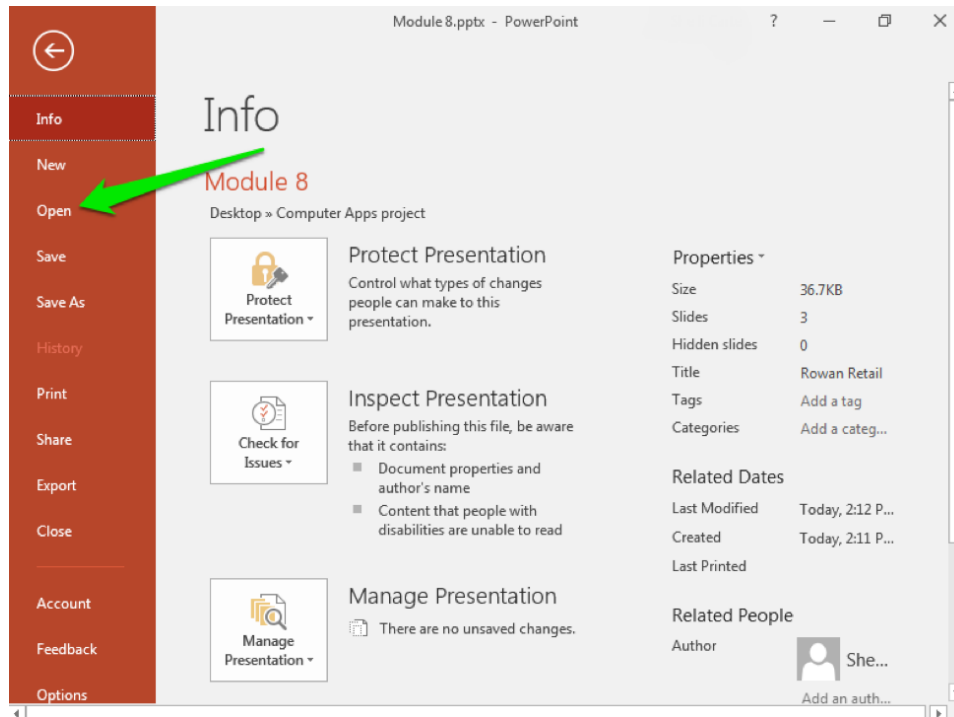 Module 8.pptx - PowerPoint
?
Info
New
Open
Save
Save As
History
Print
Share
Export
Close
Account
Feedback
Options
Info
Module 8
Desktop » Computer Apps project
Protect
Presentation
Protect Presentation
Control what types of changes
people can make to this
presentation.
Check for
Issues
Inspect Presentation
Before publishing this file, be aware
that it contains:
Document properties and
author's name
Content that people with
disabilities are unable to read
Manage
Presentation
Manage Presentation
There are no unsaved changes.
Properties
Size 36.7KB
Slides 3
Hidden slides 0
Title Rowan Retail
Tags Add a tag
Categories Add a categ...
Related Dates
Last Modified Today, 2:12 P...
Created Today, 2:11 P...
Last Printed
Related People
Author She...
Add an auth...